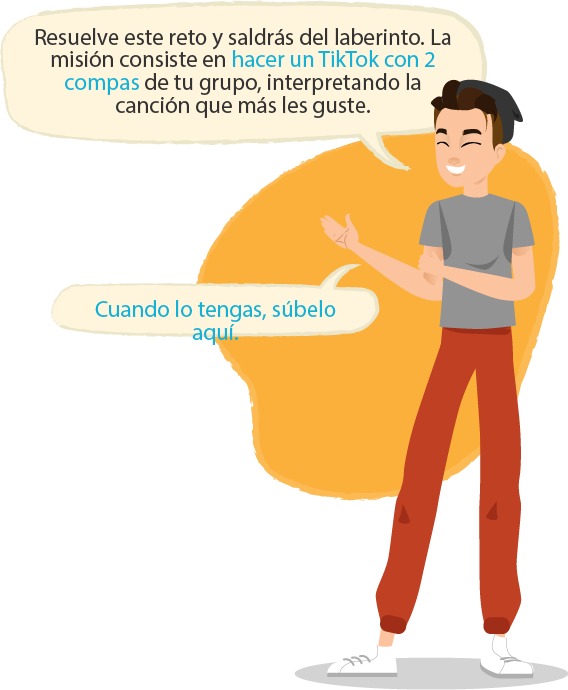 Resuelve este reto y saldrás del laberinto. La
misión consiste en hacer un TikTok con 2
compas de tu grupo, interpretando la
canción que más les guste.
Cuando lo tengas, súbelo
aquí.